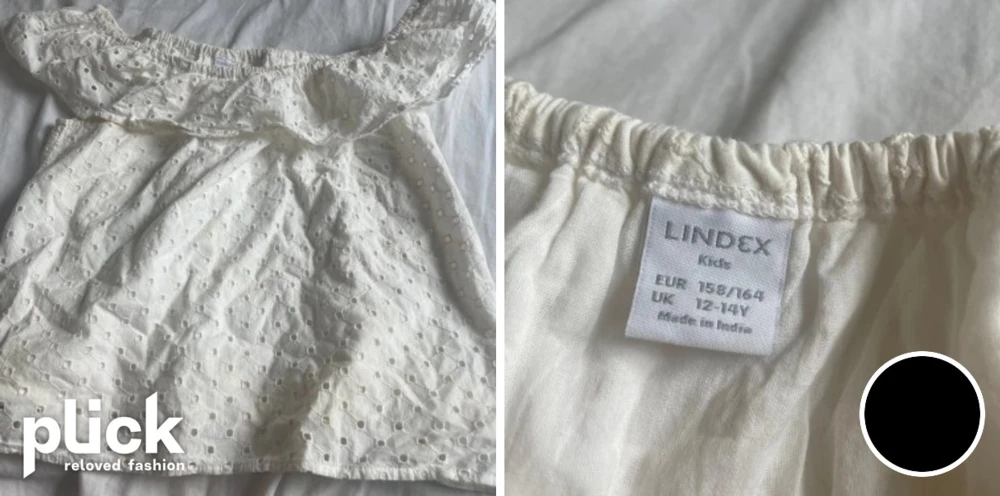 plick
reloved fashion
LINDEX
Kids
EUR 158/164
UK 12-14Y
Made in India